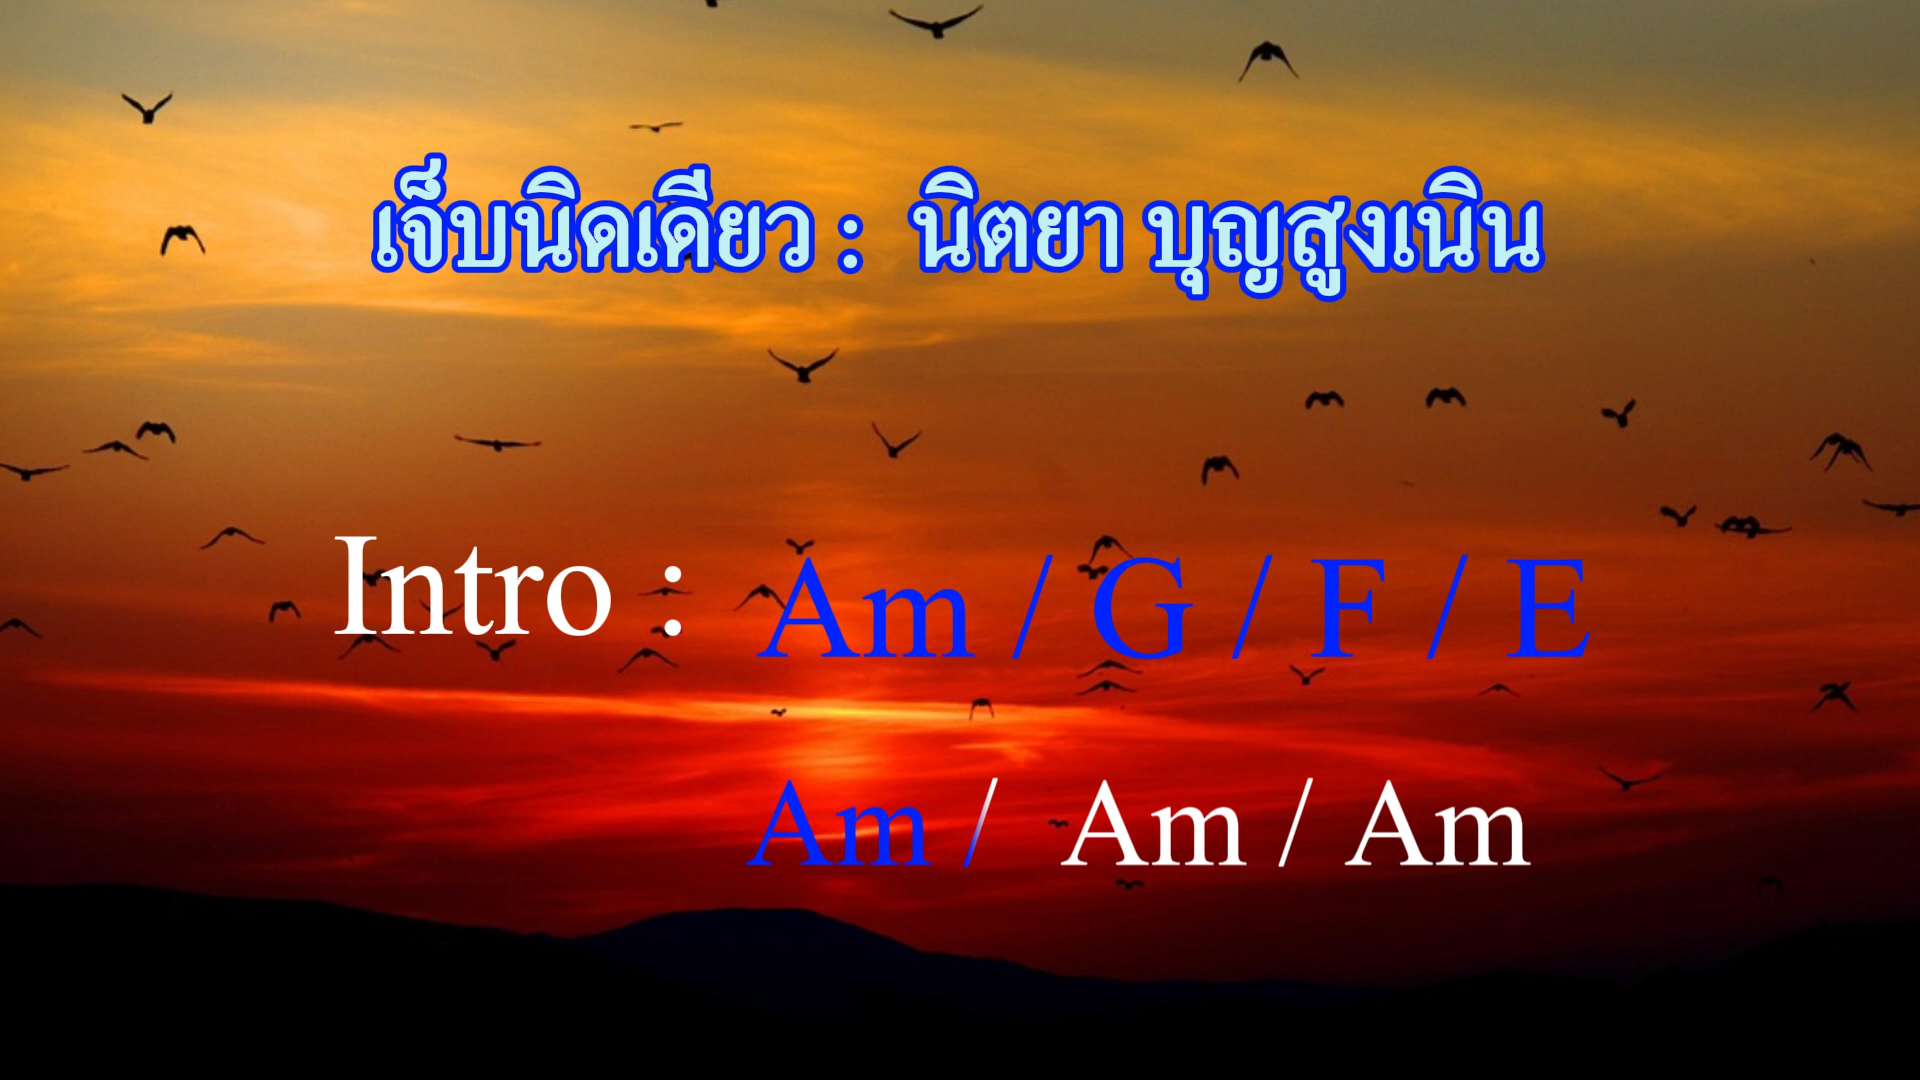 เจ็บนิดเดียว : นิตยา บุญสูงเนิน
Intro : Am / G / F / E
Am / Am / Am